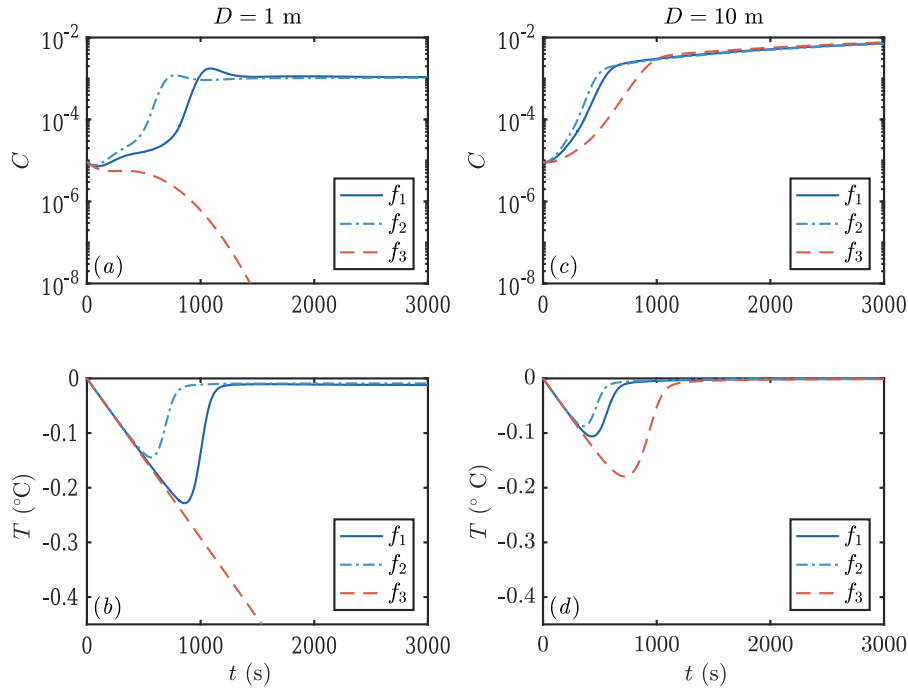 D = 1 m
10⁻²
10⁻⁴
C
10⁻⁶
10⁻⁸
(a)
f₁
f₂
f₃
0
1000
2000
3000
D = 10 m
10⁻²
10⁻⁴
C
10⁻⁶
10⁻⁸
(c)
f₁
f₂
f₃
0
1000
2000
3000
0
-0.1
-0.2
-0.3
-0.4
T (°C)
(b)
f₁
f₂
f₃
0
1000
2000
3000
t (s)
0
-0.1
-0.2
-0.3
-0.4
T (° C)
(d)
f₁
f₂
f₃
0
1000
2000
3000
t (s)